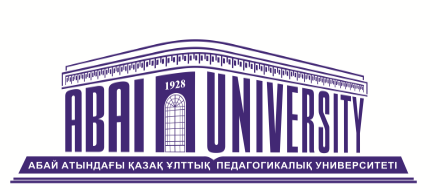 1928
ABAI UNIVERSITY
АБАЙ АТЫНДАҒЫ ҚАЗАҚ ҰЛТТЫҚ ПЕДАГОГИКАЛЫҚ УНИВЕРСИТЕТІ